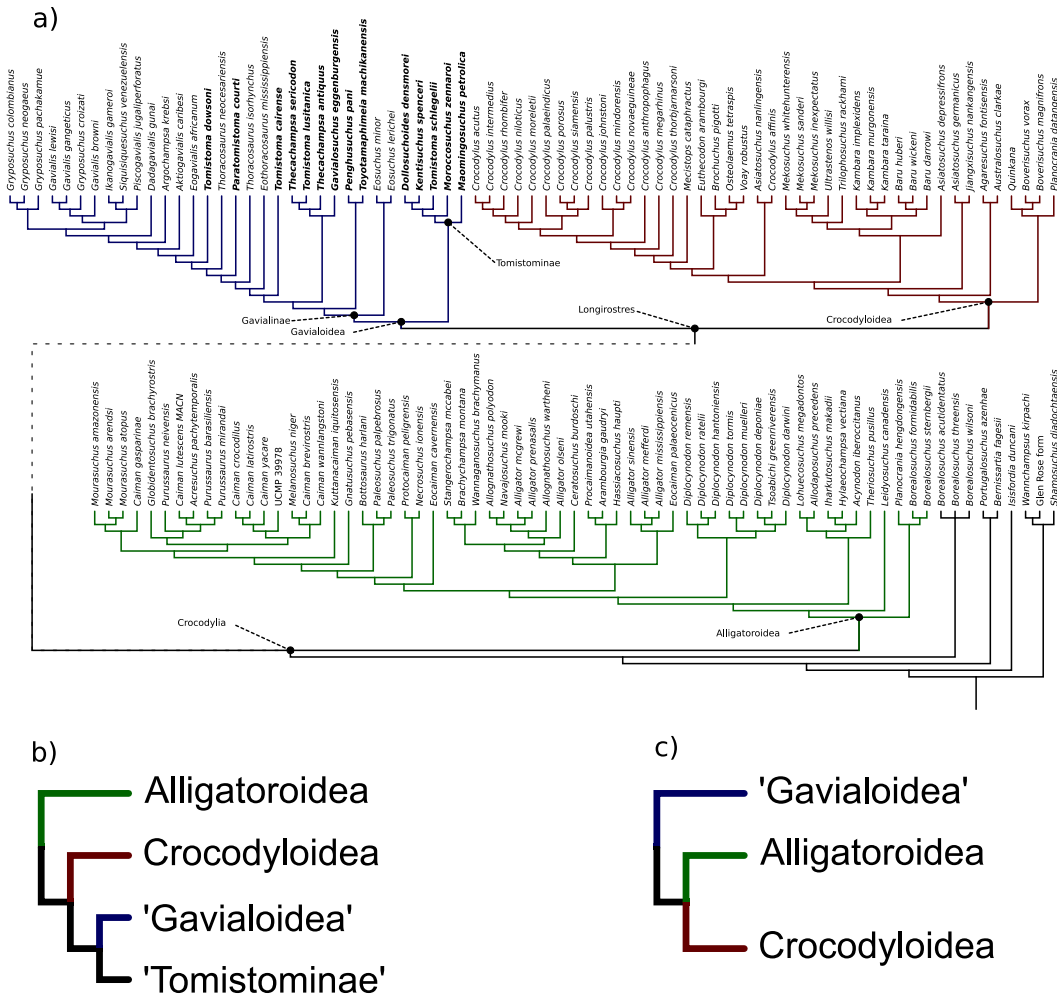 a)
Gryposuchus colombianus
Gryposuchus neogaeus
Gryposuchus pachakamue
Gavialis lewisi
Gavialis gangeticus
Gryposuchus croizati
Gavialis browni
Ikanogavialis gameroi
Siquisiquesuchus venezuelensis
Piscogavialis jugaliperforatus
Dadagavialis gunai
Argochampsa krebsi
Aktiogavialis caribesi
Eogavialis africanum
Tomistoma dowsoni
Thoracosaurus neocesariensis
Paratomistoma courti
Thoracosaurus isorhynchus
Eothoracosaurus mississippiensis
Tomistoma cairense
Thecachampsa sericodon
Tomistoma lusitanica
Thecachampsa antiquus
Gavialosuchus eggenburgensis
Penghusuchus pani
Toyotamaphimeia machikanensis
Eosuchus minor
Eosuchus lerichei
Dollosuchoides densmorei
Kentisuchus spenceri
Tomistoma schlegelii
Maroccosuchus zennaroi
Maomingosuchus petrolica
Crocodylus acutus
Crocodylus intermedius
Crocodylus rhombifer
Crocodylus niloticus
Crocodylus moreletii
Crocodylus palaeindicus
Crocodylus porosus
Crocodylus siamensis
Crocodylus palustris
Crocodylus johnstoni
Crocodylus mindorensis
Crocodylus novaeguineae
Crocodylus anthropophagus
Crocodylus megarhinus
Crocodylus thorbjarnarsoni
Mecistops cataphractus
Euthecodon arambourgi
Brochuchus pigotti
Osteolaemus tetraspis
Voay robustus
Asiatosuchus nanlingensis
Crocodylus affinis
Mekosuchus whitehunterensis
Mekosuchus sanderi
Mekosuchus inexpectatus
Ultrastenos willisi
Trilophosuchus rackhami
Kambara implexidens
Kambara murgonensis
Kambara taraina
Baru huberi
Baru wickeni
Baru darrowi
Asiatosuchus depressifrons
Asiatosuchus germanicus
Jiangxisuchus nankangensis
Agaresuchus fontisensis
Australosuchus clarkae
Quinkana
Boverisuchus vorax
Boverisuchus magnifrons
Planocrania datangensis
Tomistominae
Gavialinae
Gavialoidea
Longirostres
Crocodyloidea
Mourasuchus amazonensis
Mourasuchus arendsi
Mourasuchus atopus
Caiman gasparinae
Globidentosuchus brachyrostris
Purussaurus neivensis
Caiman lutescens MACN
Acresuchus pachytemporalis
Purussaurus brasiliensis
Purussaurus mirandai
Caiman crocodilus
Caiman latirostris
Caiman yacare
UCMP 39978
Melanosuchus niger
Caiman brevirostris
Caiman wannlangstoni
Kuttanacaiman iquitosensis
Gnatusuchus pebasensis
Bottosaurus harlani
Paleosuchus palpebrosus
Paleosuchus trigonatus
Protocaiman peligrensis
Necrosuchus ionensis
Eocaiman cavernensis
Stangerochampsa mccabei
Brachychampsa montana
Wannaganosuchus brachymanus
Allognathosuchus polyodon
Navajosuchus mooki
Alligator mcgrewi
Alligator prenasalis
Allognathosuchus wartheni
Alligator olseni
Ceratosuchus burdoschi
Procaimanoidea utahensis
Arambourgia gaudryi
Hassiacosuchus haupti
Alligator mississippiensis
Alligator sinensis
Alligator mefferdi
Eocaiman palaeocenicus
Diplocynodon remensis
Diplocynodon ratelii
Diplocynodon hantoniensis
Diplocynodon tormis
Diplocynodon muelleri
Diplocynodon deponiae
Tsoabichi greenriverensis
Diplocynodon darwini
Lohuecosuchus megadontos
Allodaposuchus precedens
Iharkutosuchus makadii
Hylaeochampsa vectiana
Acynodon iberoccitanus
Theriosuchus pusillus
Leidyosuchus canadensis
Planocrania hengdongensis
Borealosuchus formidabilis
Borealosuchus sternbergii
Borealosuchus acutidentatus
Borealosuchus threensis
Borealosuchus wilsoni
Portugalosuchus azenhae
Bernissartia fagesii
Isisfordia duncani
Wannchampsus kirpachi
Glen Rose form
Shamosuchus djadochtaensis
Crocodylia
Alligatoroidea
b)
Alligatoroidea
Crocodyloidea
'Gavialoidea'
'Tomistominae'
c)
'Gavialoidea'
Alligatoroidea
Crocodyloidea